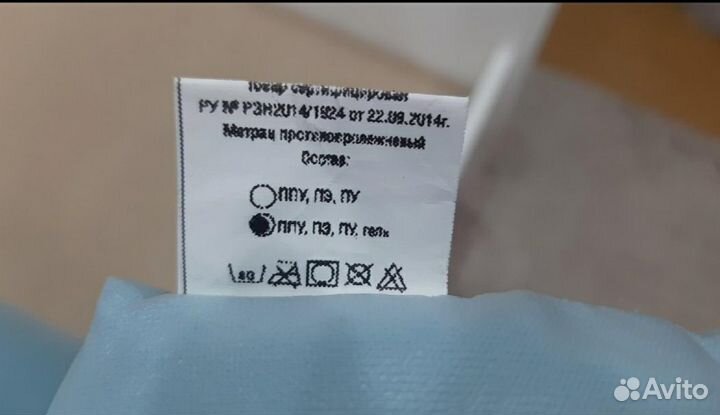 Товар сертифицирован
РУ № РЗН2014/1924 от 22.09.2014г.
Матрац противопролежневый
Состав:
ППУ, ПЭ, ПУ
ППУ, ПЭ, ПУ, гель
Avito